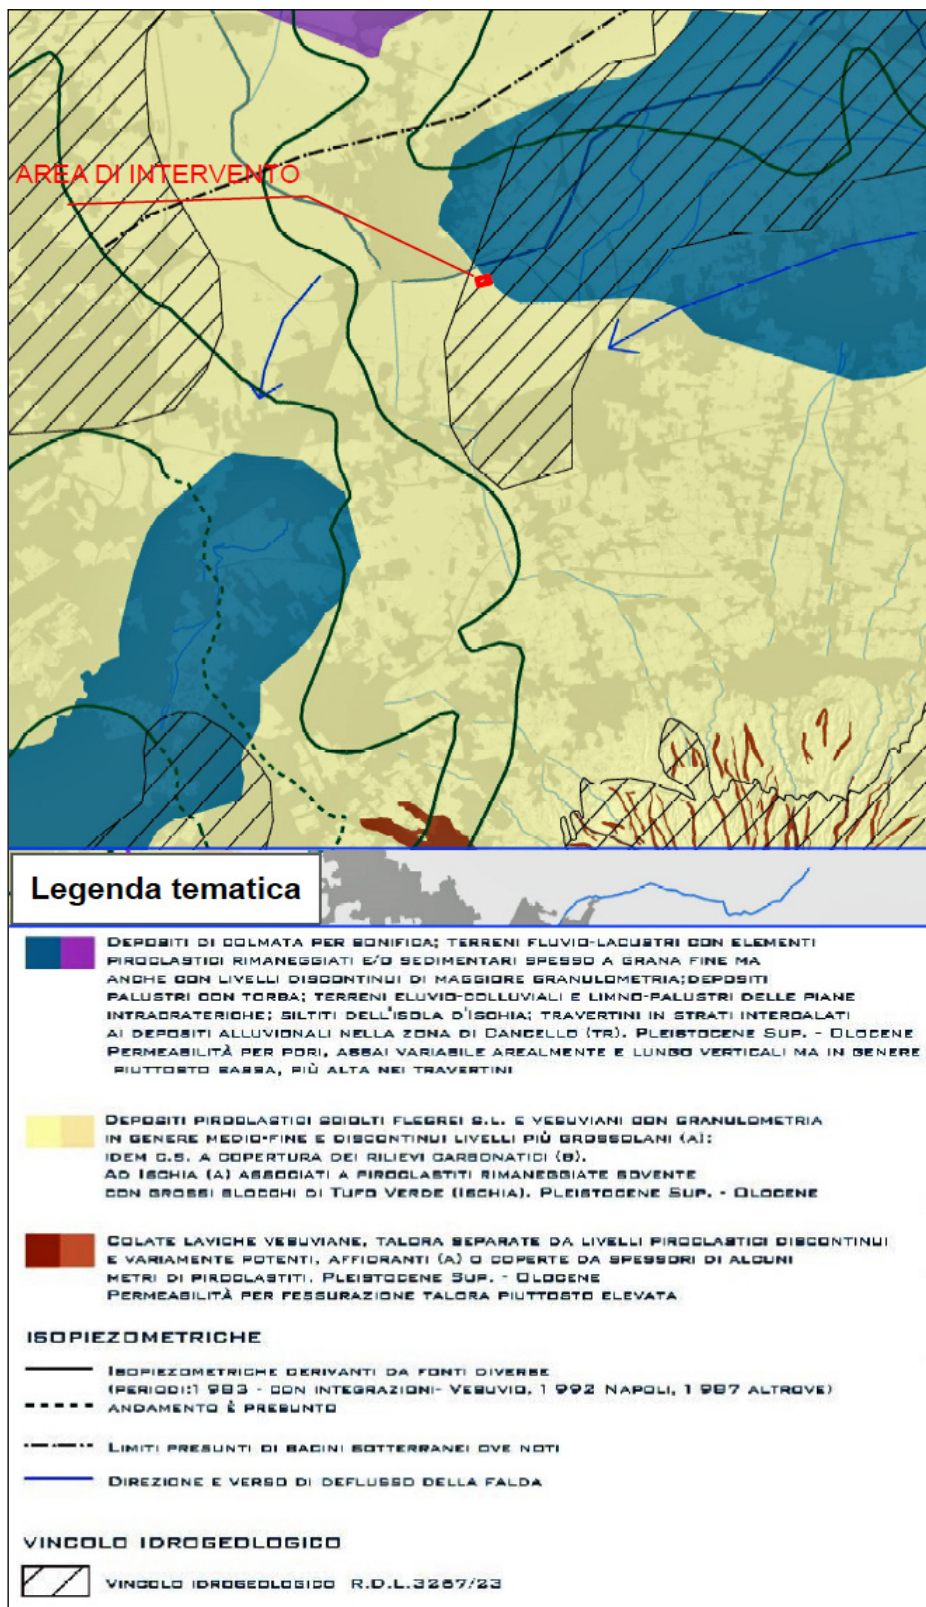 AREA DI INTERVENTO
Legenda tematica
DEPOSITI DI COLMATA PER BONIFICA; TERRENI FLUVIO-LACUSTRI CON ELEMENTI
PIROCLASTICI RIMANEGGIATI E/O SEDIMENTARI SPESSO A GRANA FINE MA
ANCHE CON LIVELLI DISCONTINUI DI MAGGIORE GRANULOMETRIA;DEPOSITI
PALUSTRI CON TORBA; TERRENI ELUVIO-COLLUVIALI E LIMNO-PALUSTRI DELLE PIANE
INTRACRATERICHE; SILTITI DELL'ISOLA D'ISCHIA; TRAVERTINI IN STRATI INTERCALATI
AI DEPOSITI ALLUVIONALI NELLA ZONA DI CANCELLO (TR). PLEISTOCENE SUP. - OLOCENE
PERMEABILITÀ PER PORI, ASSAI VARIABILE AREALMENTE E LUNGO VERTICALI MA IN GENERE
PIUTTOSTO BASSA, PIÙ ALTA NEI TRAVERTINI
DEPOSITI PIROCLASTICI SCIOLTI FLEGREI S.L. E VESUVIANI CON GRANULOMETRIA
IN GENERE MEDIO-FINE E DISCONTINUI LIVELLI PIÙ GROSSOLANI (A);
IDEM C.S. A COPERTURA DEI RILIEVI CARBONATICI (B).
AD ISCHIA (A) ASSOCIATI A PIROCLASTITI RIMANEGGIATE SOVENTE
CON GROSSI BLOCCHI DI TUFO VERDE (ISCHIA). PLEISTOCENE SUP. - OLOCENE
COLATE LAVICHE VESUVIANE, TALORA SEPARATE DA LIVELLI PIROCLASTICI DISCONTINUI
E VARIAMENTE POTENTI, AFFIORANTI (A) O COPERTE DA SPESSORI DI ALCUNI
METRI DI PIROCLASTITI. PLEISTOCENE SUP. - OLOCENE
PERMEABILITÀ PER FESSURAZIONE TALORA PIUTTOSTO ELEVATA
ISOPIEZOMETRICHE
ISOPIEZOMETRICHE DERIVANTI DA FONTI DIVERSE
(PERIODI:1983 - CON INTEGRAZIONI- VESUVIO, 1992 NAPOLI, 1987 ALTROVE)
ANDAMENTO È PRESUNTO
LIMITI PRESUNTI DI BACINI SOTTERRANEI OVE NOTI
DIREZIONE E VERSO DI DEFLUSSO DELLA FALDA
VINCOLO IDROGEOLOGICO
VINCOLO IDROGEOLOGICO R.D.L.3267/23